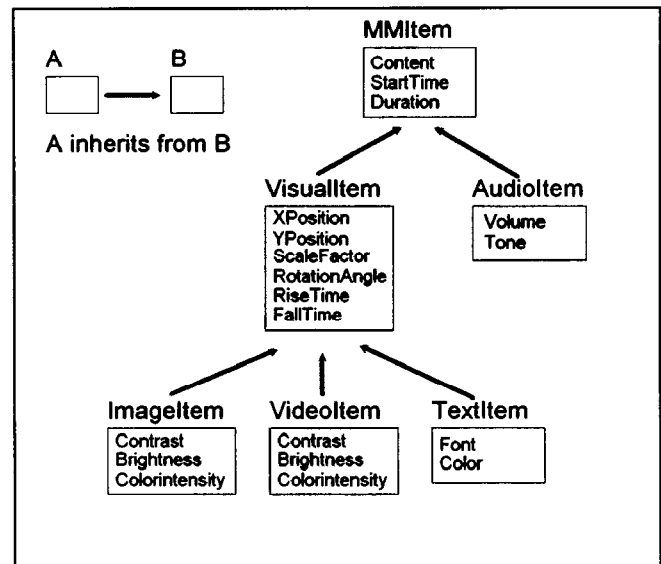 MMItem
A
B
Content
StartTime
Duration
A inherits from B
VisualItem
AudioItem
XPosition
YPosition
ScaleFactor
RotationAngle
RiseTime
FallTime
Volume
Tone
ImageItem
VideoItem
TextItem
Contrast
Brightness
Colorintensity
Contrast
Brightness
Colorintensity
Font
Color